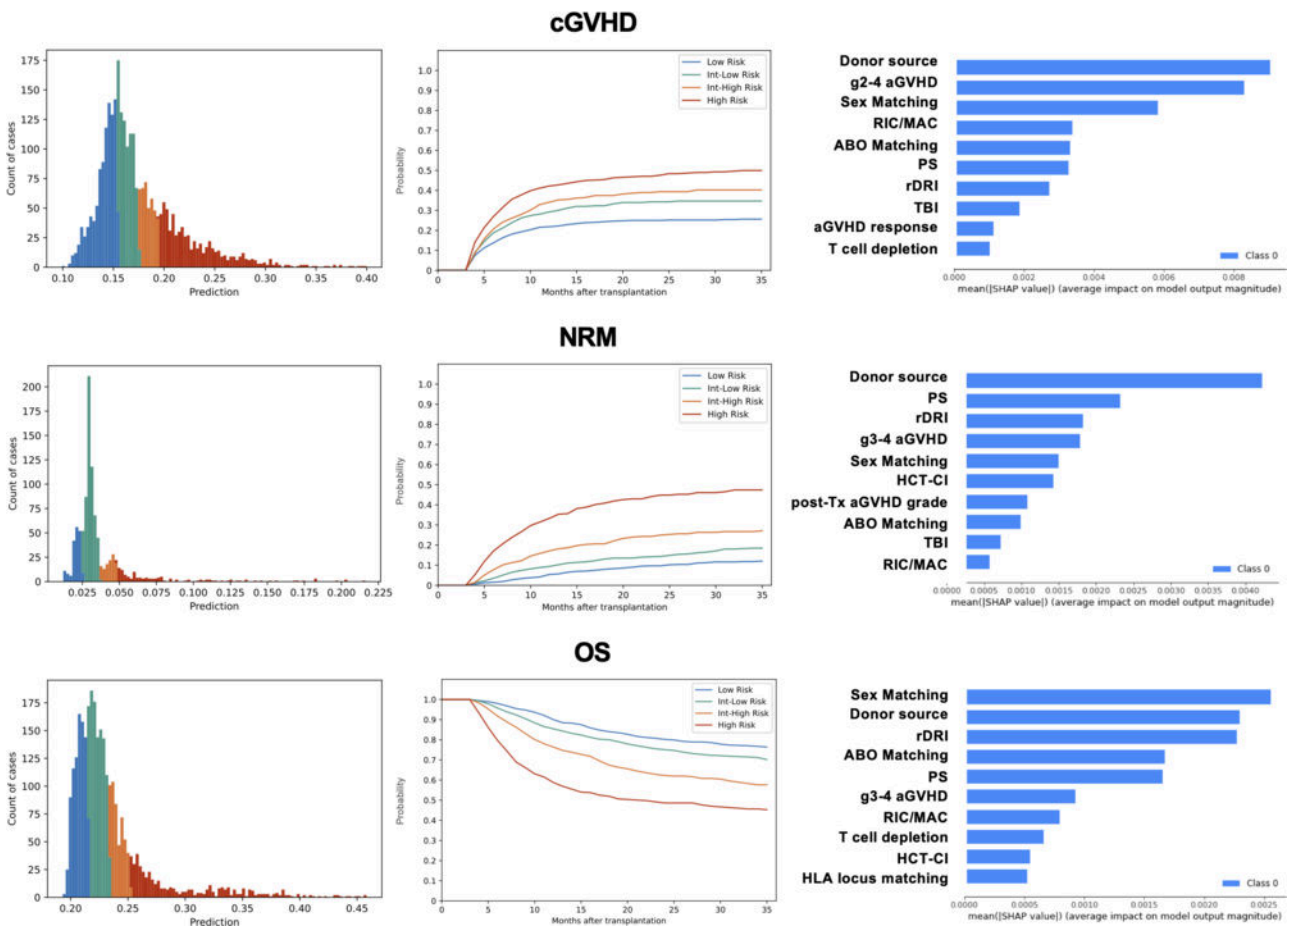 cGVHD
Count of cases
175
150
125
100
75
50
25
0
0.10 0.15 0.20 0.25 0.30 0.35 0.40
Prediction
Probability
1.0
0.9
0.8
0.7
0.6
0.5
0.4
0.3
0.2
0.1
0
Low Risk
Int-Low Risk
Int-High Risk
High Risk
0 5 10 15 20 25 30 35
Months after transplantation
Donor source
g2-4 aGVHD
Sex Matching
RIC/MAC
ABO Matching
PS
rDRI
TBI
aGVHD response
T cell depletion
Class 0
0.000 0.002 0.004 0.006 0.008
mean(|SHAP value|) (average impact on model output magnitude)
NRM
Count of cases
200
175
150
125
100
75
50
25
0
0.025 0.050 0.075 0.100 0.125 0.150 0.175 0.200 0.225
Prediction
Probability
1.0
0.9
0.8
0.7
0.6
0.5
0.4
0.3
0.2
0.1
0
Low Risk
Int-Low Risk
Int-High Risk
High Risk
0 5 10 15 20 25 30 35
Months after transplantation
Donor source
PS
rDRI
g3-4 aGVHD
Sex Matching
HCT-CI
post-Tx aGVHD grade
ABO Matching
TBI
RIC/MAC
Class 0
0.0000 0.0005 0.0010 0.0015 0.0020 0.0025 0.0030 0.0035 0.0040
mean(|SHAP value|) (average impact on model output magnitude)
OS
Count of cases
175
150
125
100
75
50
25
0
0.20 0.25 0.30 0.35 0.40 0.45
Prediction
Probability
1.0
0.9
0.8
0.7
0.6
0.5
0.4
0.3
0.2
0.1
0
Low Risk
Int-Low Risk
Int-High Risk
High Risk
0 5 10 15 20 25 30 35
Months after transplantation
Sex Matching
Donor source
rDRI
ABO Matching
PS
g3-4 aGVHD
RIC/MAC
T cell depletion
HCT-CI
HLA locus matching
Class 0
0.0000 0.0005 0.0010 0.0015 0.0020 0.0025
mean(|SHAP value|) (average impact on model output magnitude)